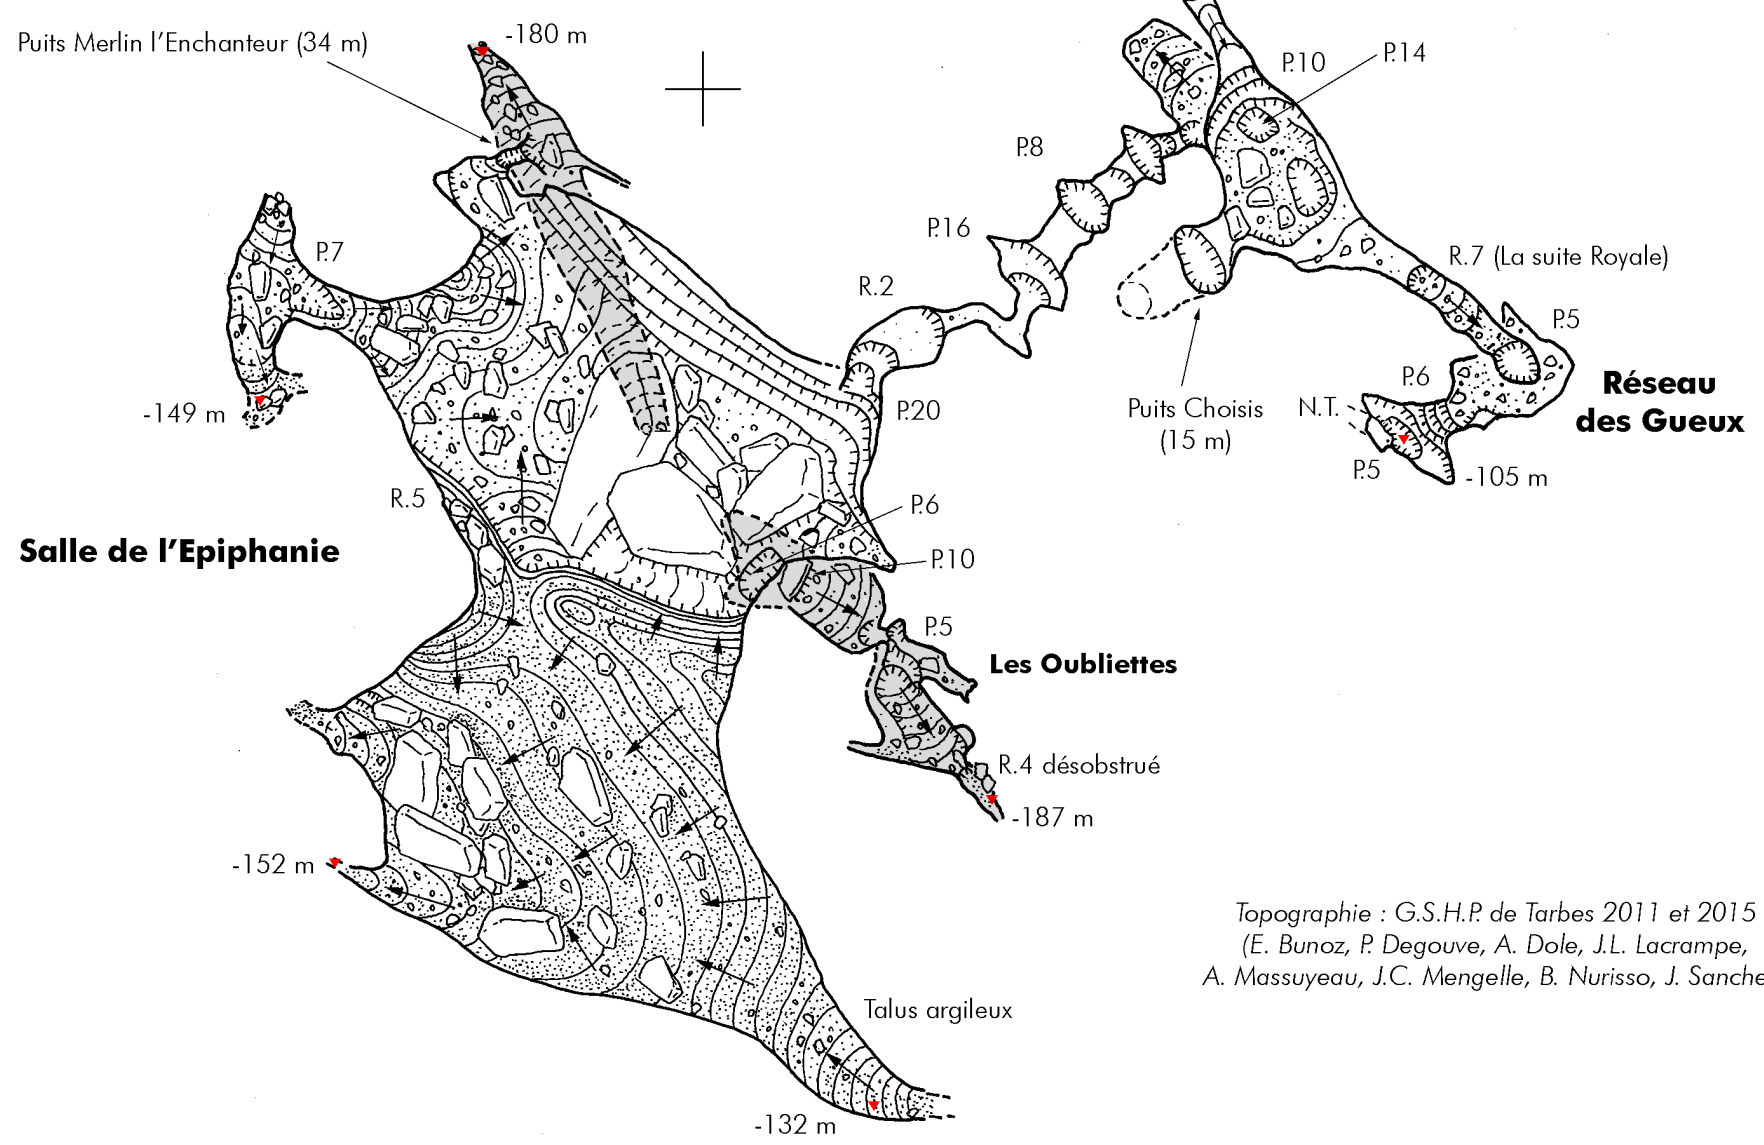 Puits Merlin l'Enchanteur (34 m)
-180 m
P.10
P.14
P.8
P.7
P.16
R.7 (La suite Royale)
R.2
P.5
P.6
Réseau
des Gueux
-149 m
P.20
Puits Choisis
(15 m)
N.T.
P.5
-105 m
R.5
P.6
Salle de l'Epiphanie
P.10
P.5
Les Oubliettes
R.4 désobstrué
-187 m
-152 m
Topographie : G.S.H.P. de Tarbes 2011 et 2015
(E. Bunoz, P. Degouve, A. Dole, J.L. Lacrampe,
A. Massuyeau, J.C. Mengelle, B. Nurisso, J. Sanche
Talus argileux
-132 m